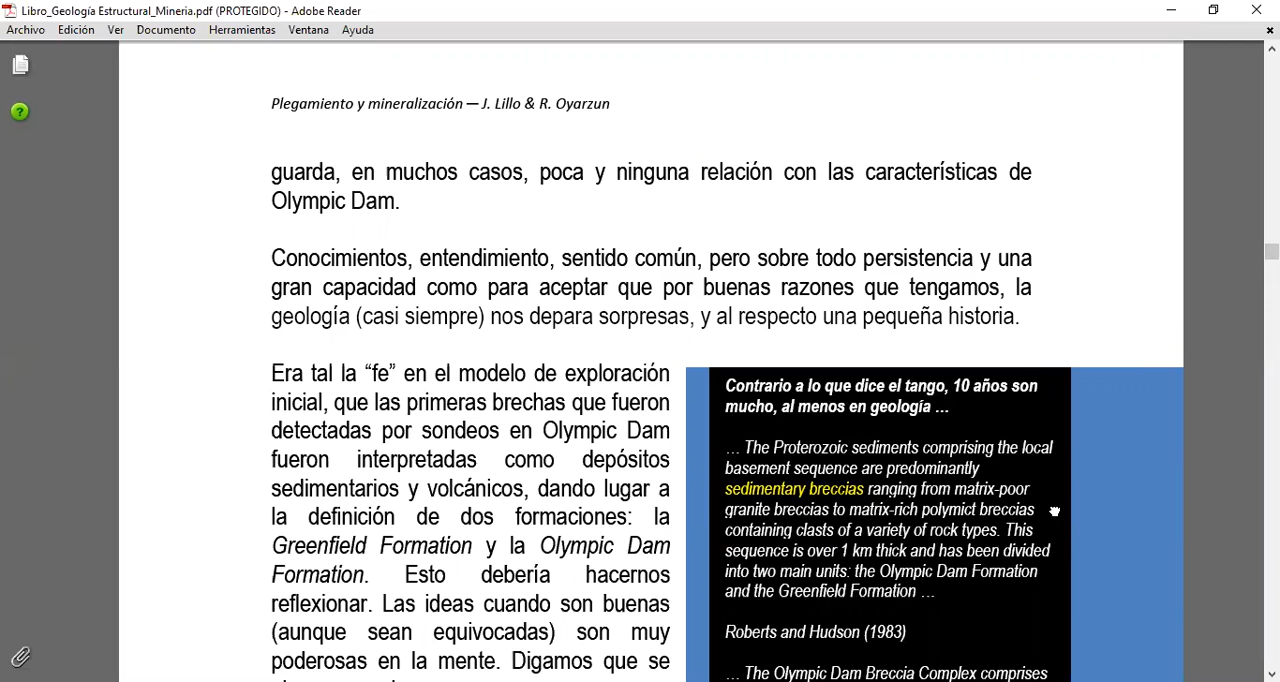 Libro_Geología Estructural_Mineria.pdf (PROTEGIDO) - Adobe Reader
Archivo Edición Ver Documento Herramientas Ventana Ayuda
Plegamiento y mineralización — J. Lillo & R. Oyarzun
guarda, en muchos casos, poca y ninguna relación con las características de
Olympic Dam.
Conocimientos, entendimiento, sentido común, pero sobre todo persistencia y una
gran capacidad como para aceptar que por buenas razones que tengamos, la
geología (casi siempre) nos depara sorpresas, y al respecto una pequeña historia.
Era tal la “fe” en el modelo de exploración
inicial, que las primeras brechas que fueron
detectadas por sondeos en Olympic Dam
fueron interpretadas como depósitos
sedimentarios y volcánicos, dando lugar a
la definición de dos formaciones: la
Greenfield Formation y la Olympic Dam
Formation. Esto debería hacernos
reflexionar. Las ideas cuando son buenas
(aunque sean equivocadas) son muy
poderosas en la mente. Digamos que se
Contrario a lo que dice el tango, 10 años son
mucho, al menos en geología ...
… The Proterozoic sediments comprising the local
basement sequence are predominantly
sedimentary breccias ranging from matrix-poor
granite breccias to matrix-rich polymict breccias
containing clasts of a variety of rock types. This
sequence is over 1 km thick and has been divided
into two main units: the Olympic Dam Formation
and the Greenfield Formation …
Roberts and Hudson (1983)
… The Olympic Dam Breccia Complex comprises